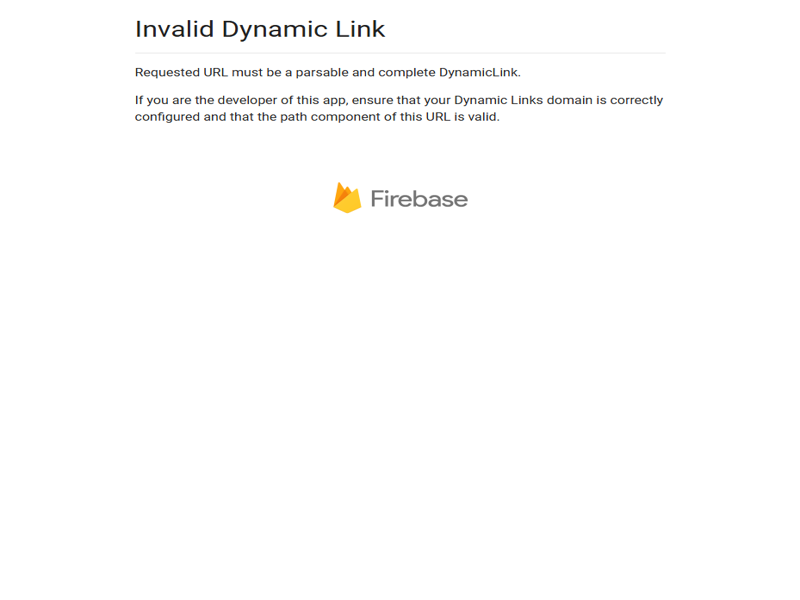 Invalid Dynamic Link
Requested URL must be a parsable and complete DynamicLink.
If you are the developer of this app, ensure that your Dynamic Links domain is correctly
configured and that the path component of this URL is valid.
Firebase